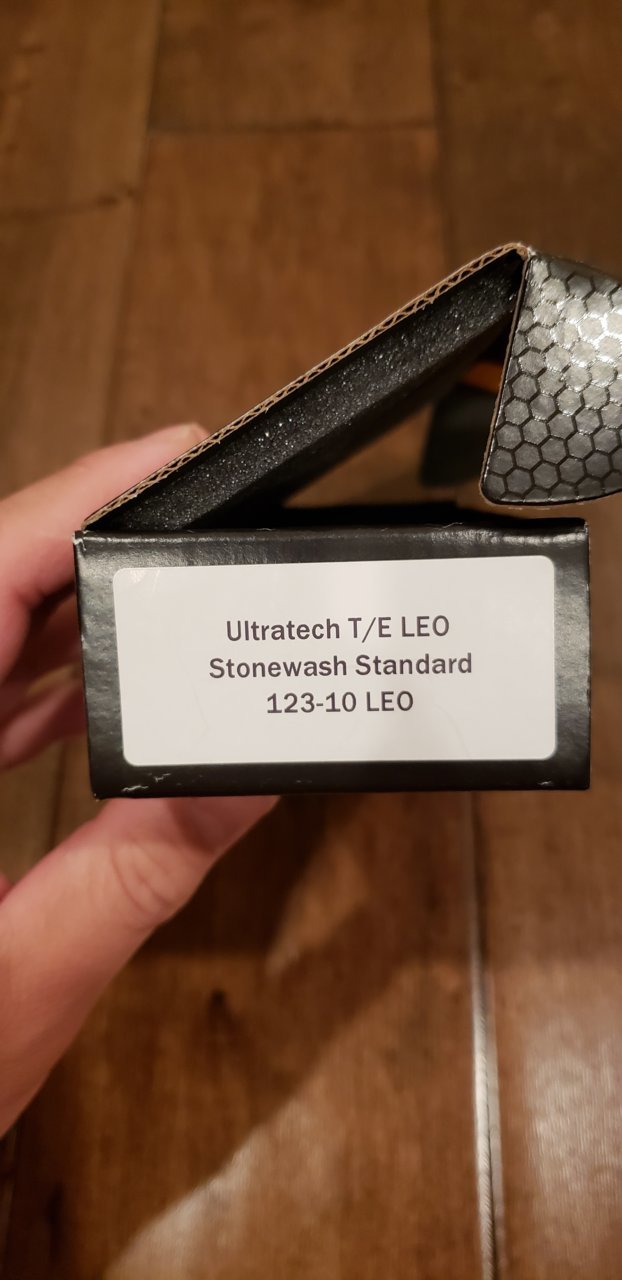 Ultratech T/E LEO
Stonewash Standard
123-10 LEO